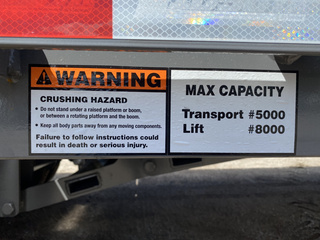 WARNING
CRUSHING HAZARD
• Do not stand under a raised platform or boom,
or between a rotating platform and the boom.
• Keep all body parts away from any moving components.
Failure to follow instructions could
result in death or serious injury.
MAX CAPACITY
Transport #5000
Lift #8000